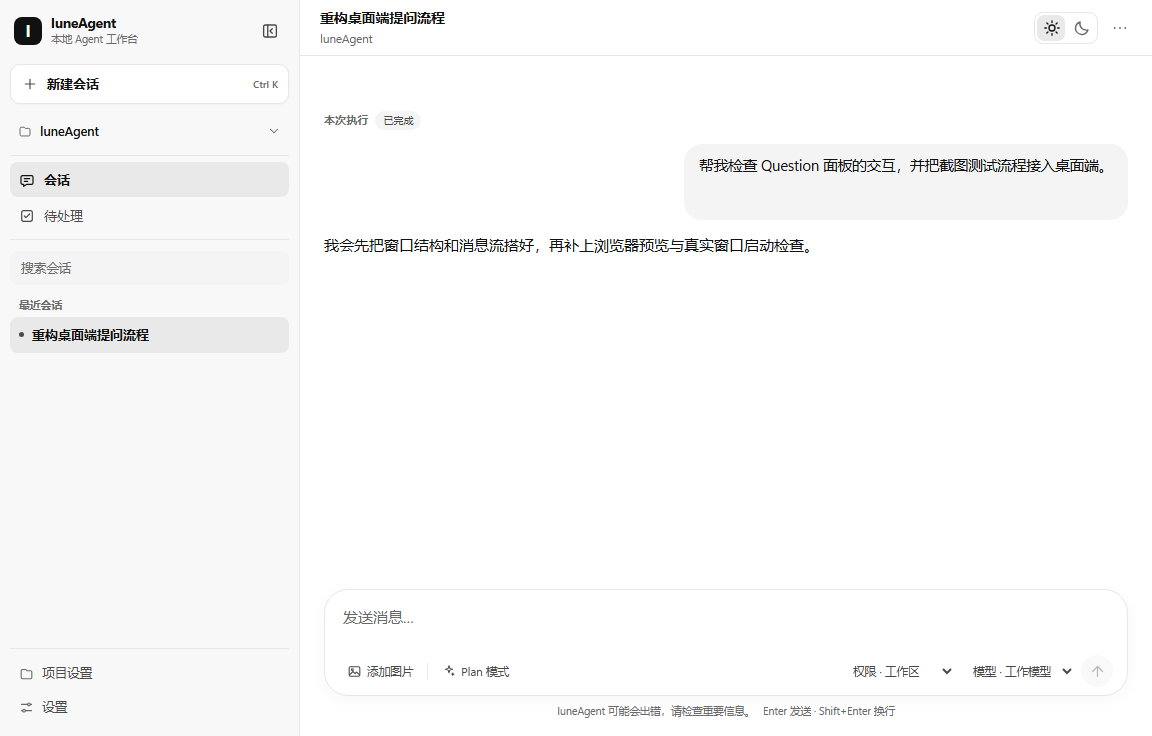 I
luneAgent
本地 Agent 工作台
新建会话 Ctrl K
luneAgent
会话
待处理
搜索会话
最近会话
重构桌面端提问流程
项目设置
设置
重构桌面端提问流程
luneAgent
本次执行 已完成
帮我检查 Question 面板的交互，并把截图测试流程接入桌面端。
我会先把窗口结构和消息流搭好，再补上浏览器预览与真实窗口启动检查。
发送消息...
添加图片 Plan 模式 权限 · 工作区 模型 · 工作模型
luneAgent 可能会出错，请检查重要信息。 Enter 发送 · Shift+Enter 换行